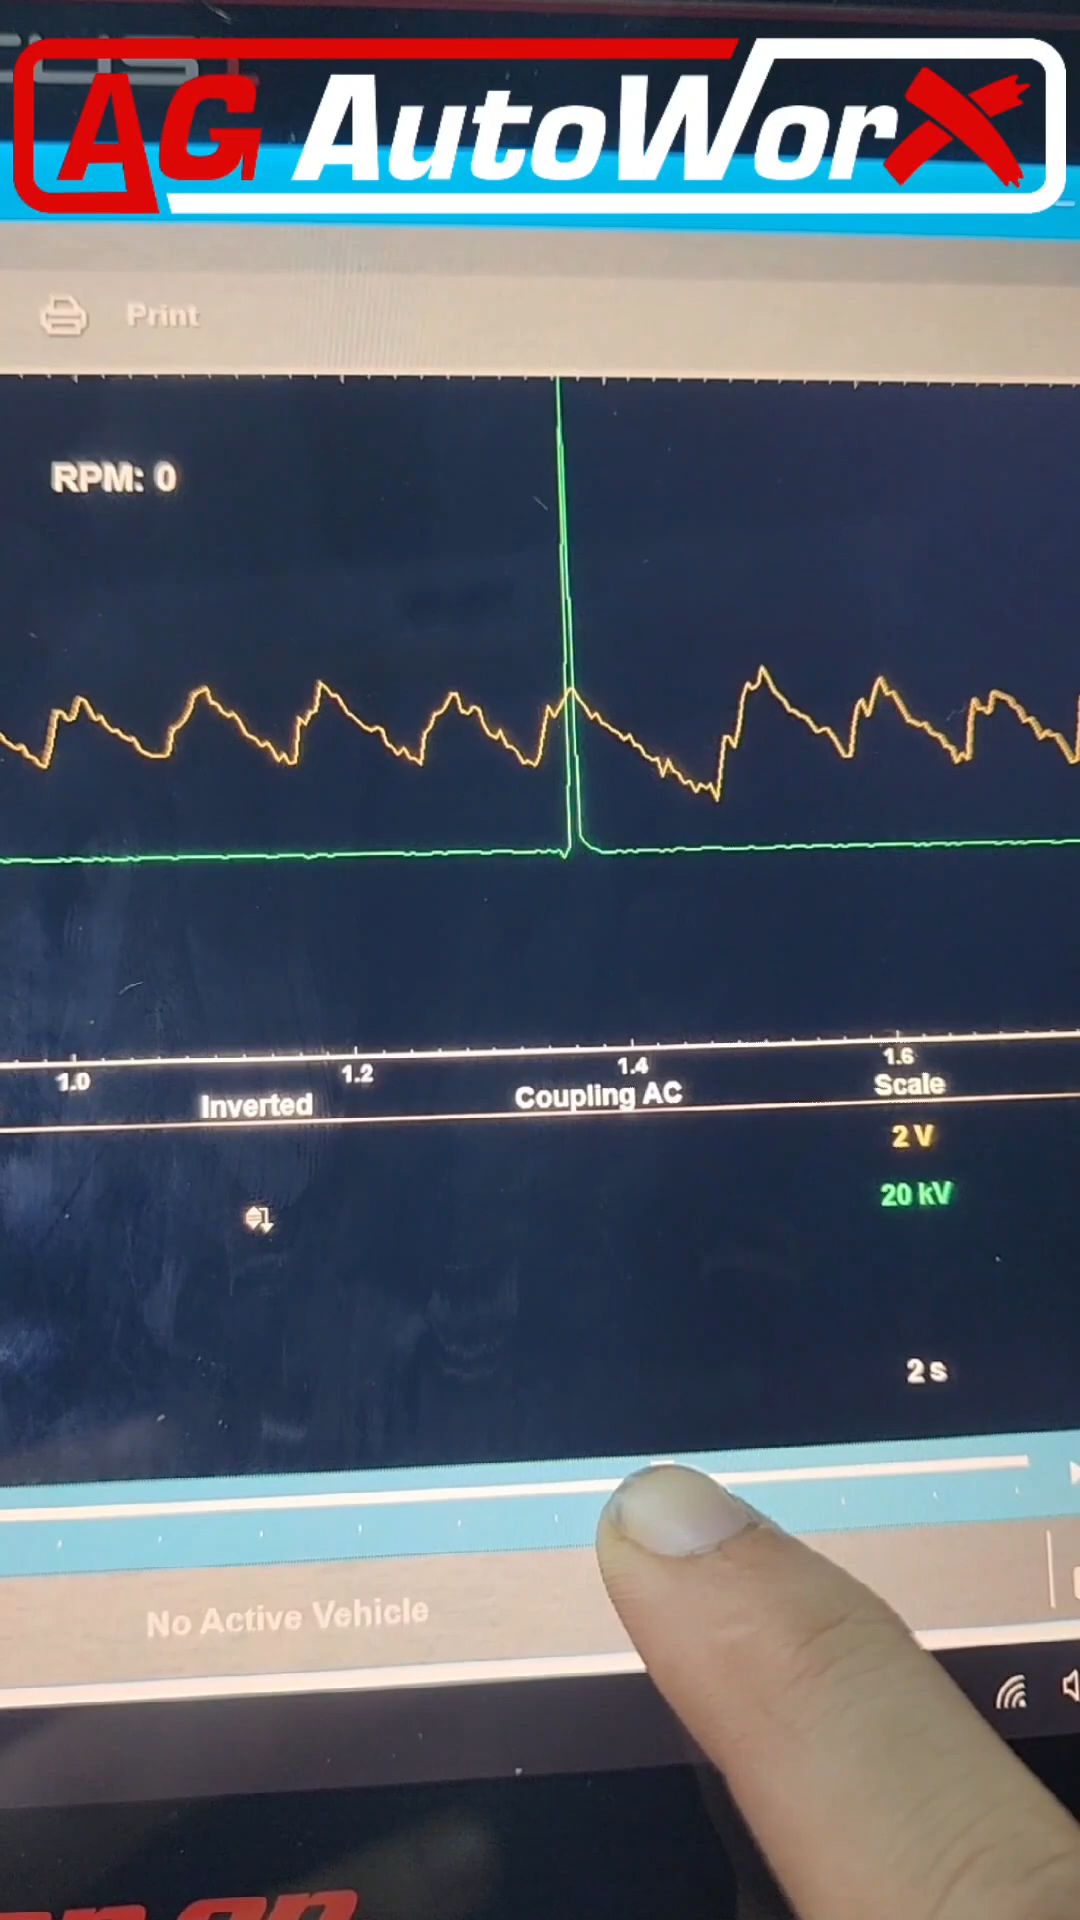 AG AutoWorX
Print
RPM: 0
1.0 1.2 1.4 1.6
Inverted Coupling AC Scale
2 V
20 kV
2 s
No Active Vehicle